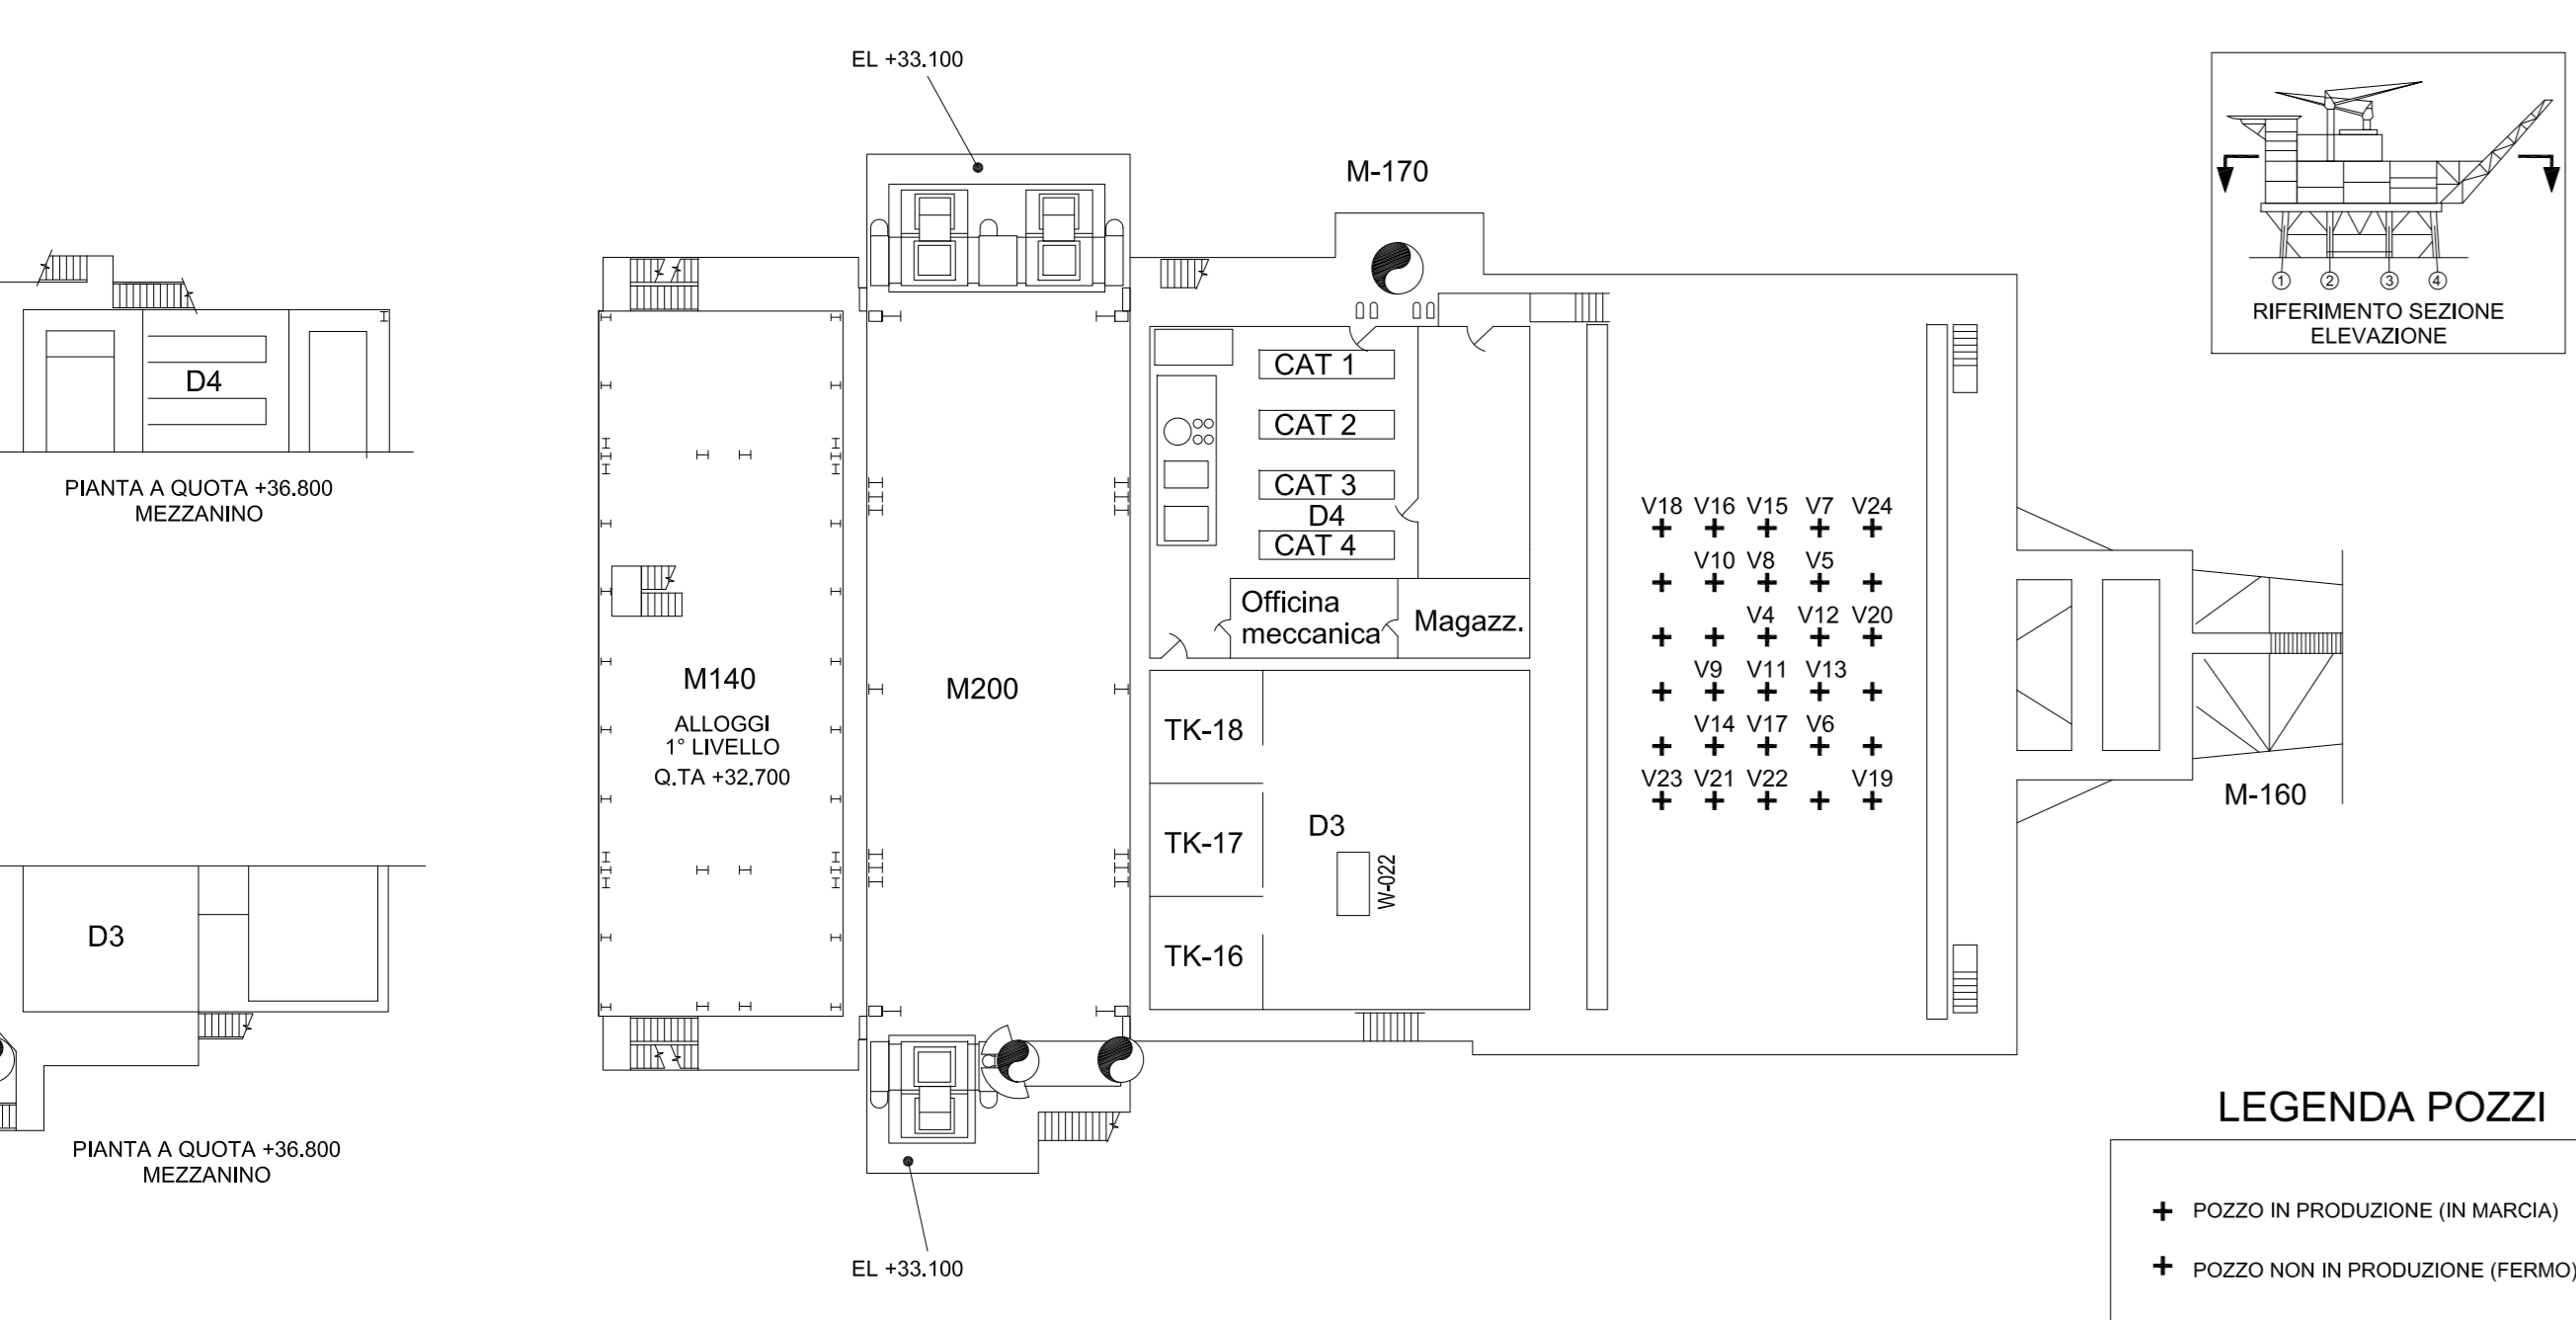 EL +33.100
M-170
RIFERIMENTO SEZIONE
ELEVAZIONE
1 2 3 4
D4
PIANTA A QUOTA +36.800
MEZZANINO
CAT 1
CAT 2
CAT 3
D4
CAT 4
Officina
meccanica
Magazz.
M140
ALLOGGI
1° LIVELLO
Q.TA +32.700
M200
TK-18
TK-17
TK-16
D3
W-022
V18 V16 V15 V7 V24
V10 V8 V5
V4 V12 V20
V9 V11 V13
V14 V17 V6
V23 V21 V22 V19
M-160
D3
PIANTA A QUOTA +36.800
MEZZANINO
EL +33.100
LEGENDA POZZI
POZZO IN PRODUZIONE (IN MARCIA)
POZZO NON IN PRODUZIONE (FERMO)